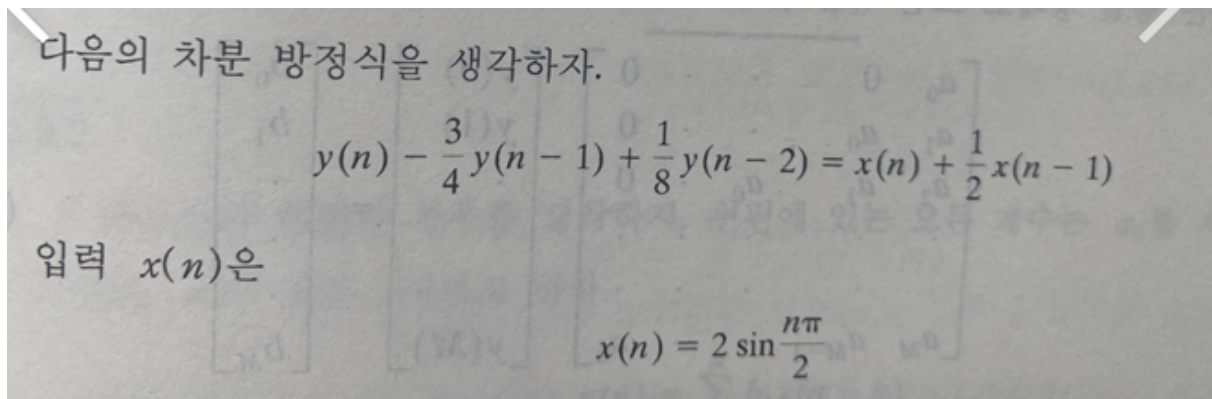 다음의 차분 방정식을 생각하자.
y(n) − 3/4 y(n − 1) + 1/8 y(n − 2) = x(n) + 1/2 x(n − 1)
입력 x(n)은
x(n) = 2 sin nπ/2